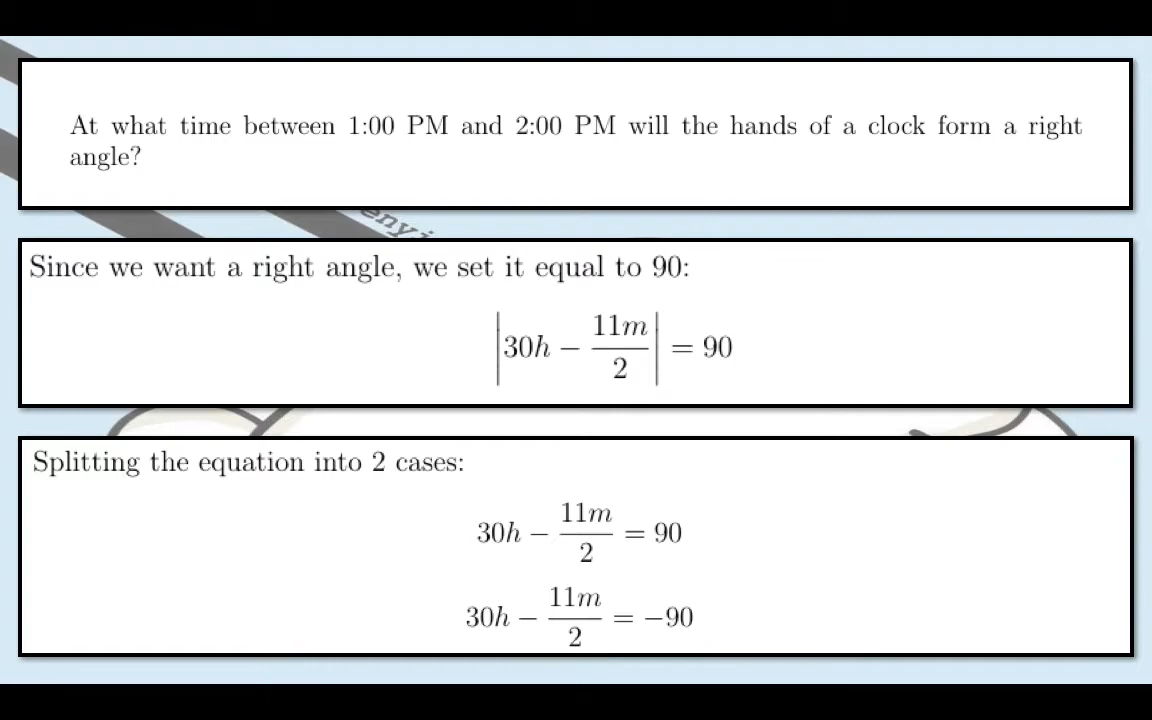 At what time between 1:00 PM and 2:00 PM will the hands of a clock form a right
angle?
enyi
Since we want a right angle, we set it equal to 90:
|30h − 11m/2| = 90
Splitting the equation into 2 cases:
30h − 11m/2 = 90
30h − 11m/2 = −90